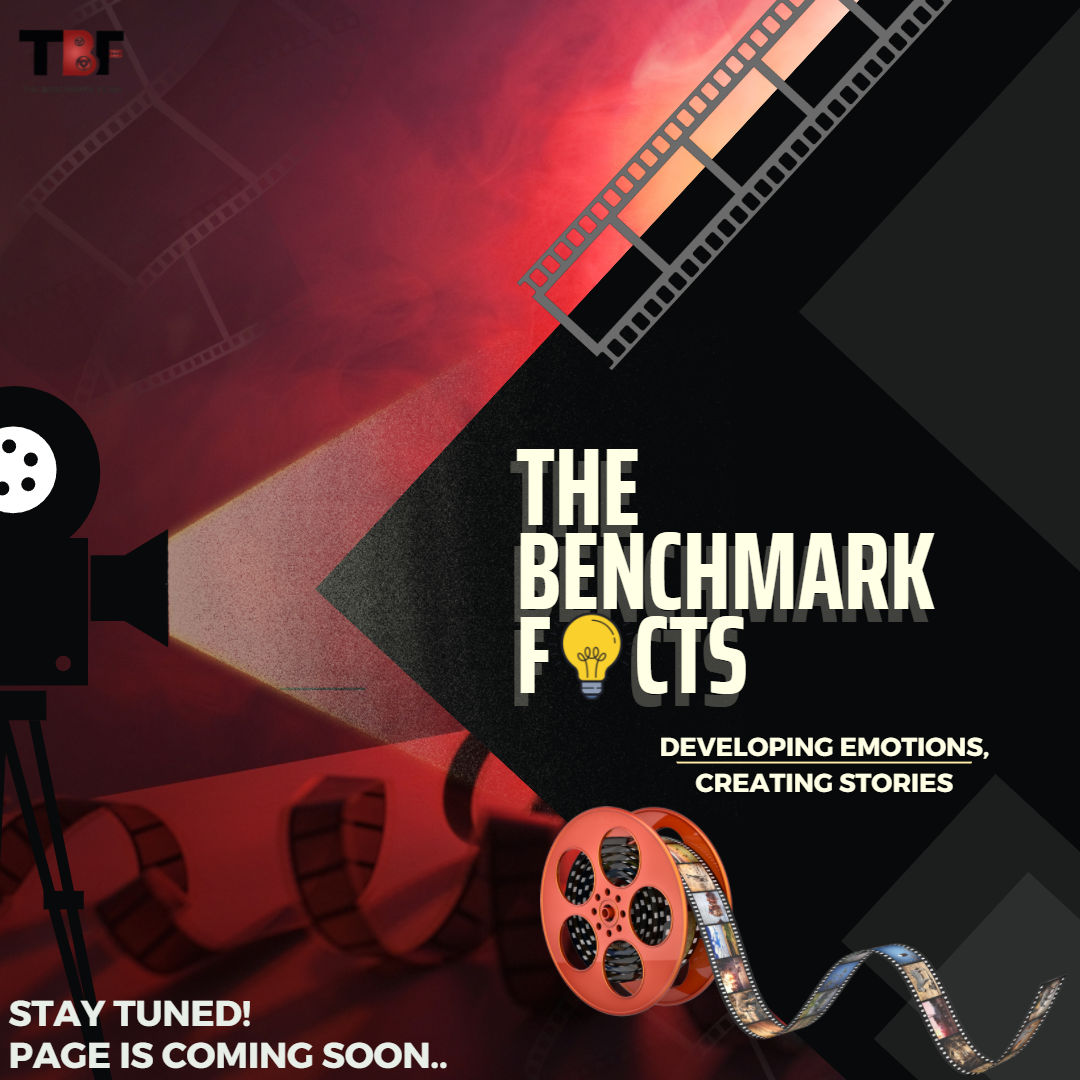 TBF
THE
BENCHMARK
F CTS
DEVELOPING EMOTIONS,
CREATING STORIES
STAY TUNED!
PAGE IS COMING SOON..